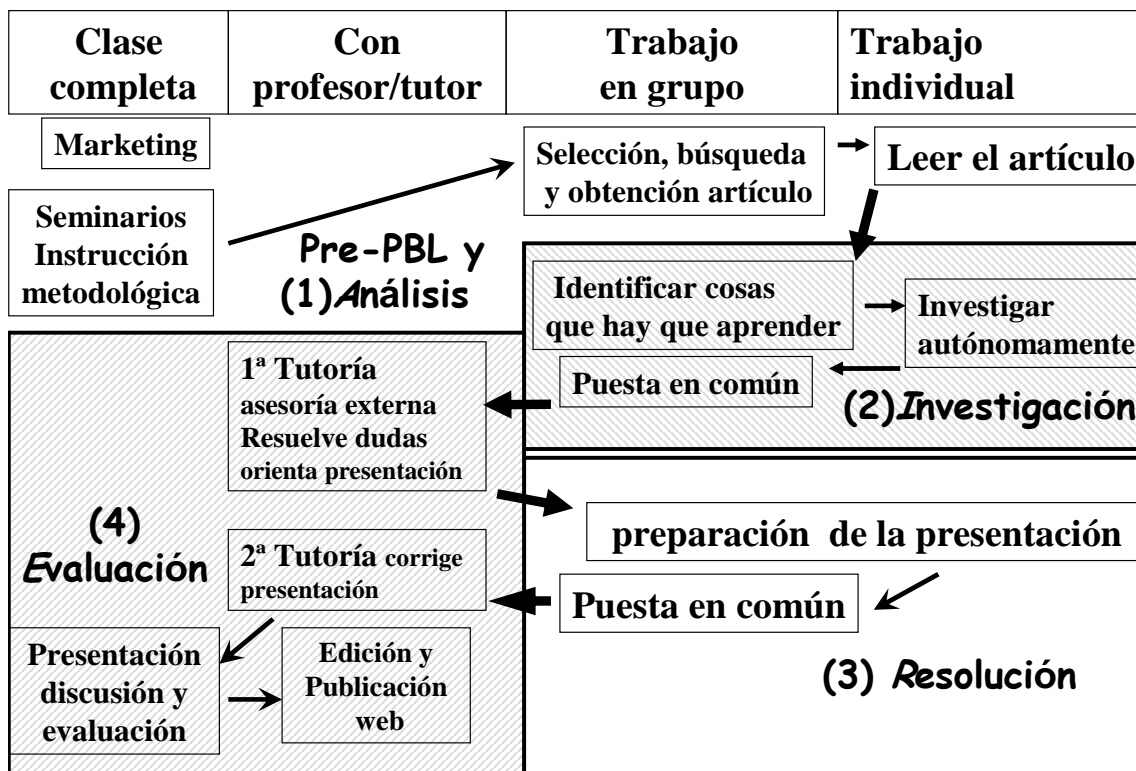 Clase
completa
Con
profesor/tutor
Trabajo
en grupo
Trabajo
individual
Marketing
Selección, búsqueda
y obtención artículo
Leer el artículo
Seminarios
Instrucción
metodológica
Pre-PBL y
(1)Análisis
Identificar cosas
que hay que aprender
Investigar
autónomamente
Puesta en común
(2)Investigación
1ª Tutoría
asesoría externa
Resuelve dudas
orienta presentación
preparación de la presentación
(4)
Evaluación
2ª Tutoría corrige
presentación
Puesta en común
(3) Resolución
Presentación
discusión y
evaluación
Edición y
Publicación
web